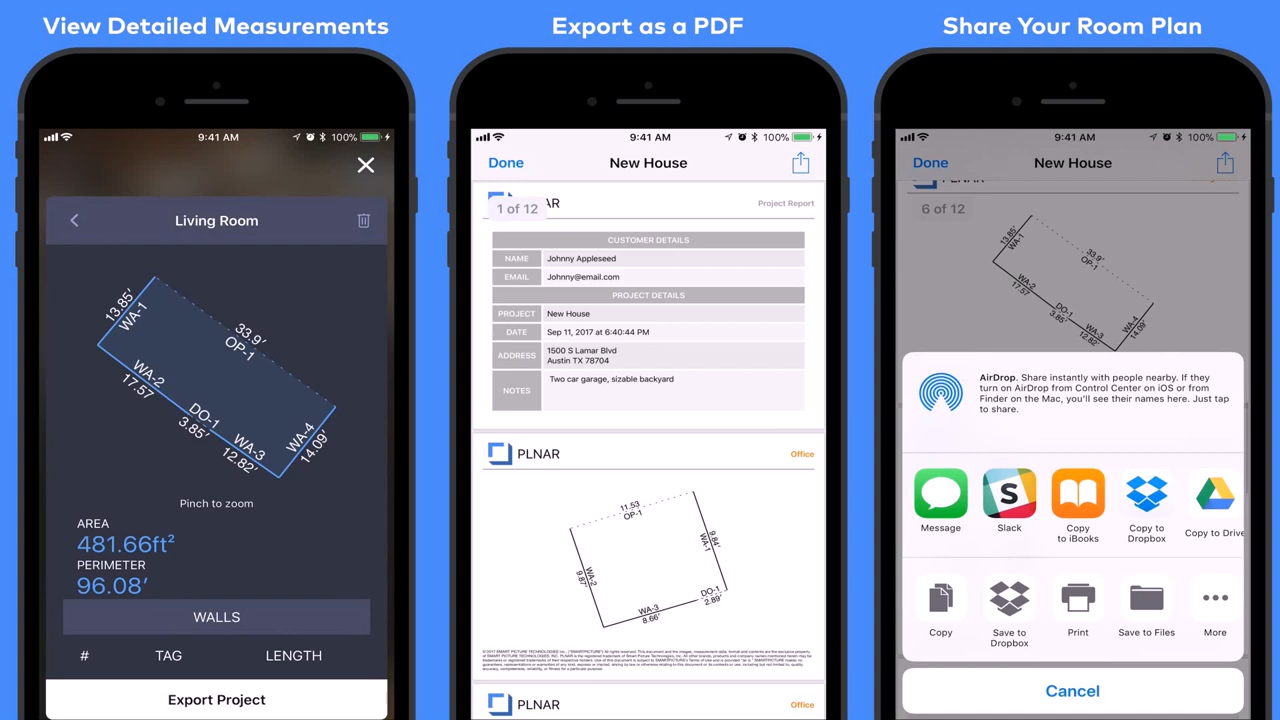 View Detailed Measurements
9:41 AM
100%
Living Room
13.85′
WA-1
33.9′
OP-1
WA-2
17.57
DO-1
3.85′
WA-3
12.82′
WA-4
14.09′
Pinch to zoom
AREA
481.66ft²
PERIMETER
96.08′
WALLS
# TAG LENGTH
Export Project
Export as a PDF
9:41 AM
100%
Done New House
1 of 12
AR
Project Report
CUSTOMER DETAILS
NAME Johnny Appleseed
EMAIL Johnny@email.com
PROJECT DETAILS
PROJECT New House
DATE Sep 11, 2017 at 6:40:44 PM
ADDRESS 1500 S Lamar Blvd
Austin TX 78704
NOTES Two car garage, sizable backyard
PLNAR Office
11.53
OP-1
9.84′
WA-1
WA-2
9.87′
WA-3
8.66′
DO-1
2.89′
PLNAR Office
Share Your Room Plan
9:41 AM
100%
Done New House
PLNAR
6 of 12
13.85′
WA-1
33.9′
OP-1
WA-2
17.57
DO-1
3.85′
WA-3
12.82′
WA-4
14.09′
AirDrop. Share instantly with people nearby. If they
turn on AirDrop from Control Center on iOS or from
Finder on the Mac, you’ll see their names here. Just tap
to share.
Message
Slack
Copy
to iBooks
Copy to
Dropbox
Copy to Drive
Copy
Save to
Dropbox
Print
Save to Files
More
Cancel